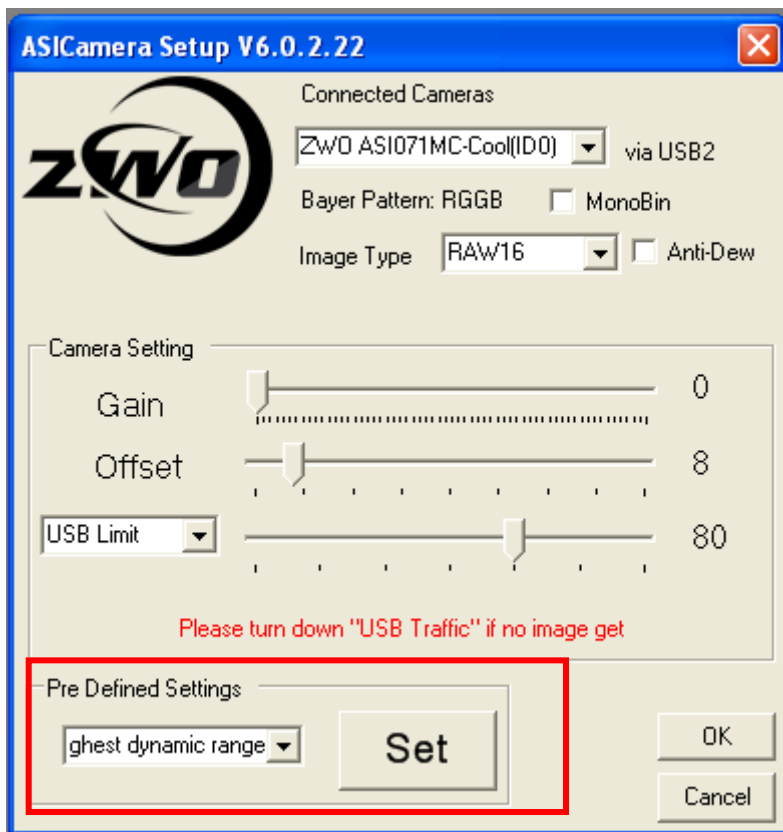 ASICamera Setup V6.0.2.22
ZWO
Connected Cameras
ZWO ASI071MC-Cool(ID0)
via USB2
Bayer Pattern: RGGB
MonoBin
Image Type
RAW16
Anti-Dew
Camera Setting
Gain
0
Offset
8
USB Limit
80
Please turn down "USB Traffic" if no image get
Pre Defined Settings
ghest dynamic range
Set
OK
Cancel